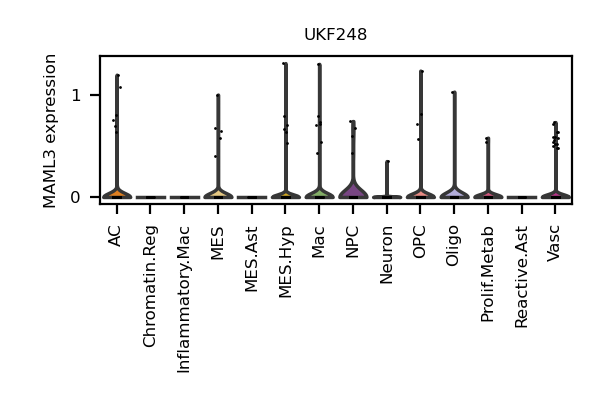 UKF248
MAML3 expression
1
0
AC
Chromatin.Reg
Inflammatory.Mac
MES
MES.Ast
MES.Hyp
Mac
NPC
Neuron
OPC
Oligo
Prolif.Metab
Reactive.Ast
Vasc